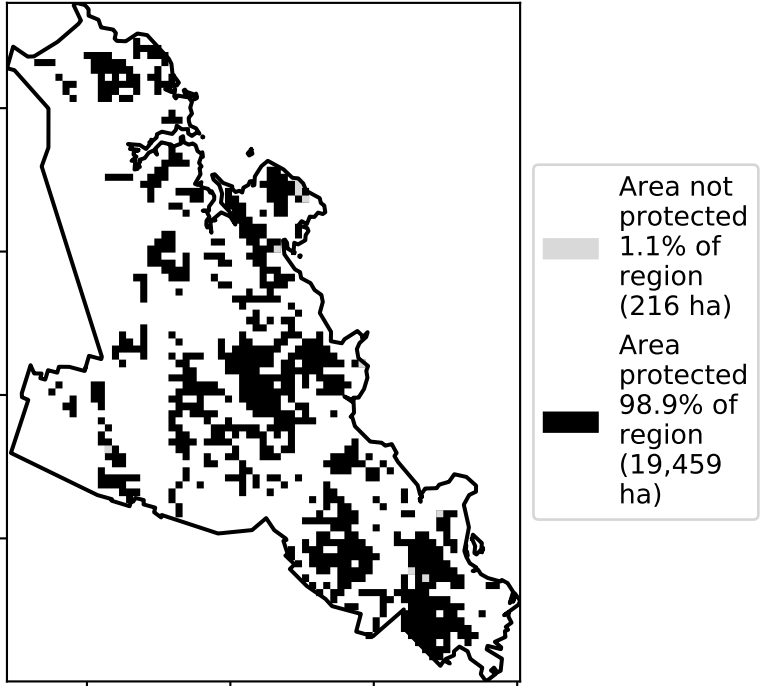 Area not
protected
1.1% of
region
(216 ha)
Area
protected
98.9% of
region
(19,459
ha)